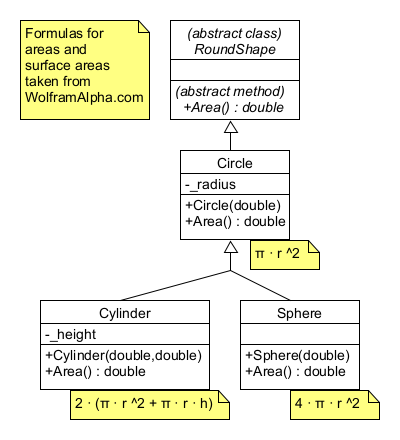 Formulas for
areas and
surface areas
taken from
WolframAlpha.com
(abstract class)
RoundShape
(abstract method)
+Area() : double
Circle
-_radius
+Circle(double)
+Area() : double
π · r ^2
Cylinder
-_height
+Cylinder(double,double)
+Area() : double
2 · (π · r ^2 + π · r · h)
Sphere
+Sphere(double)
+Area() : double
4 · π · r ^2